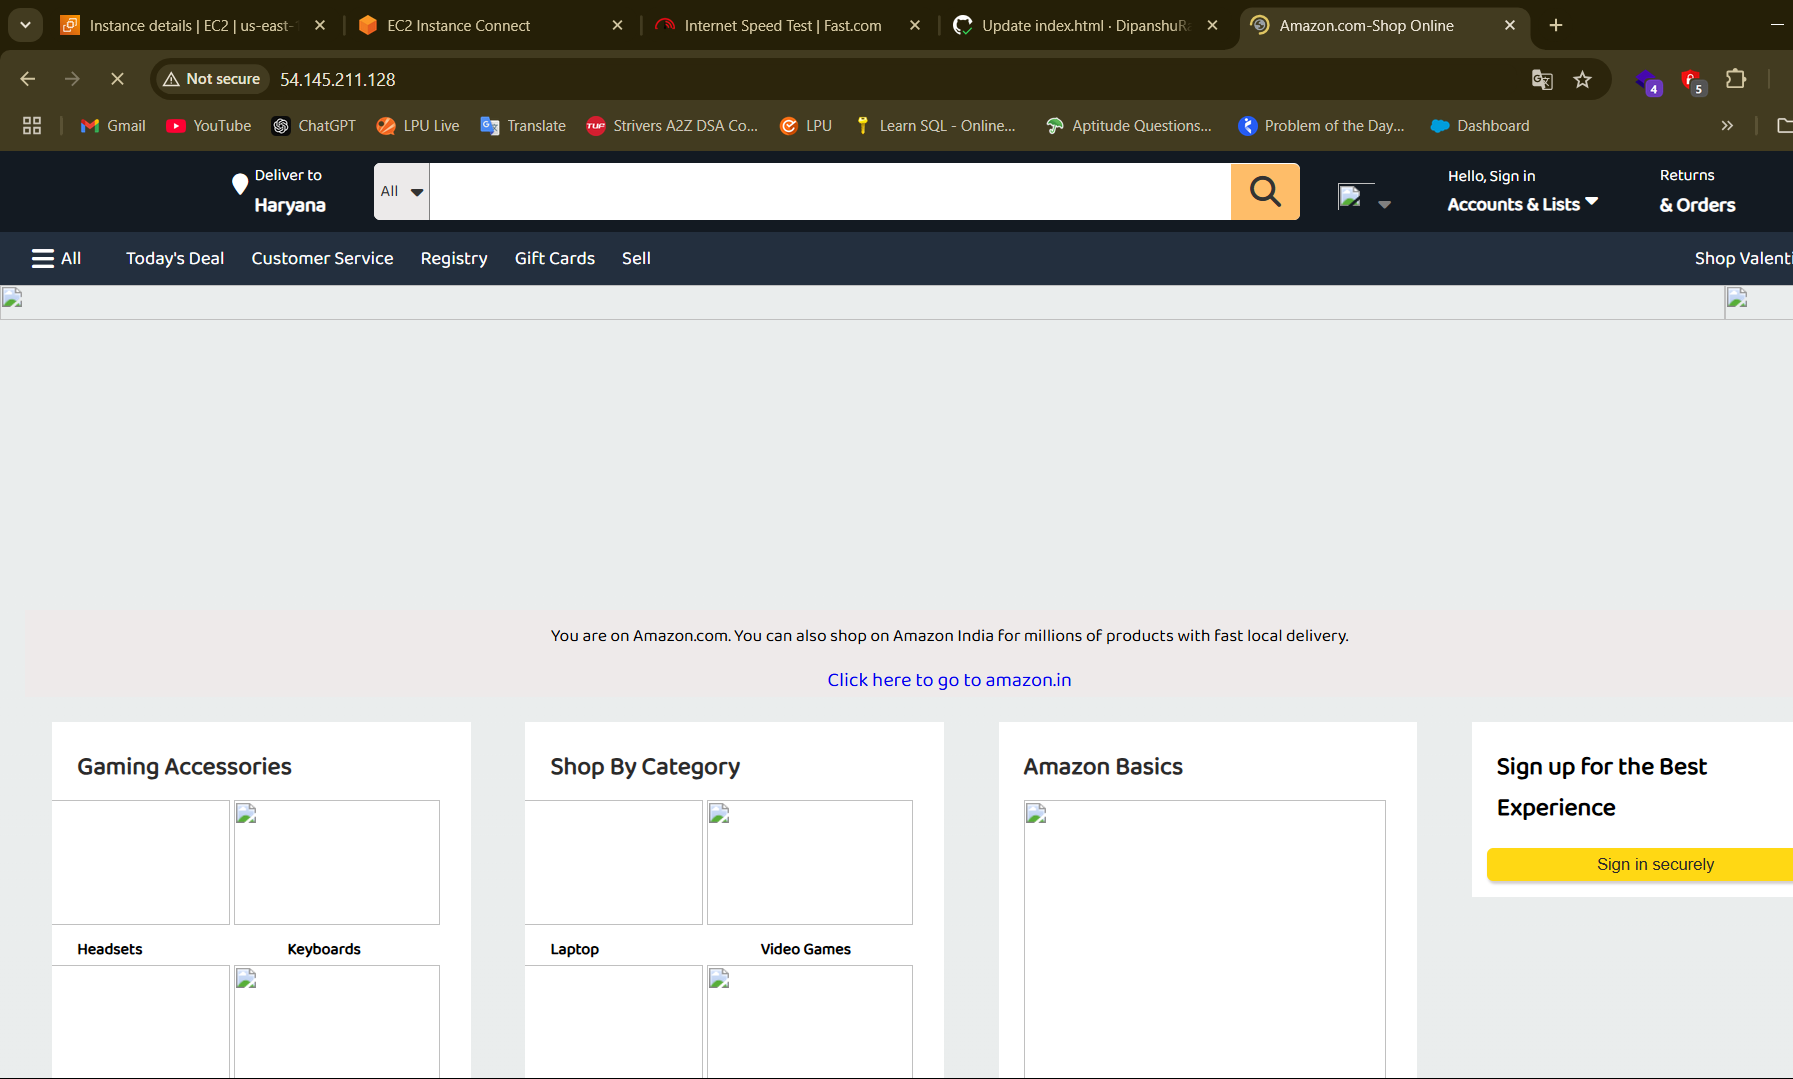 Instance details | EC2 | us-east-1
EC2 Instance Connect
Internet Speed Test | Fast.com
Update index.html · DipanshuRa
Amazon.com-Shop Online
Not secure
54.145.211.128
4
5
Gmail
YouTube
ChatGPT
LPU Live
Translate
TUF
Strivers A2Z DSA Co...
LPU
Learn SQL - Online...
Aptitude Questions...
Problem of the Day...
Dashboard
Deliver to
Haryana
All
Hello, Sign in
Accounts & Lists
Returns
& Orders
All
Today's Deal
Customer Service
Registry
Gift Cards
Sell
Shop Valenti
You are on Amazon.com. You can also shop on Amazon India for millions of products with fast local delivery.
Click here to go to amazon.in
Gaming Accessories
Shop By Category
Amazon Basics
Sign up for the Best
Experience
Sign in securely
Headsets
Keyboards
Laptop
Video Games